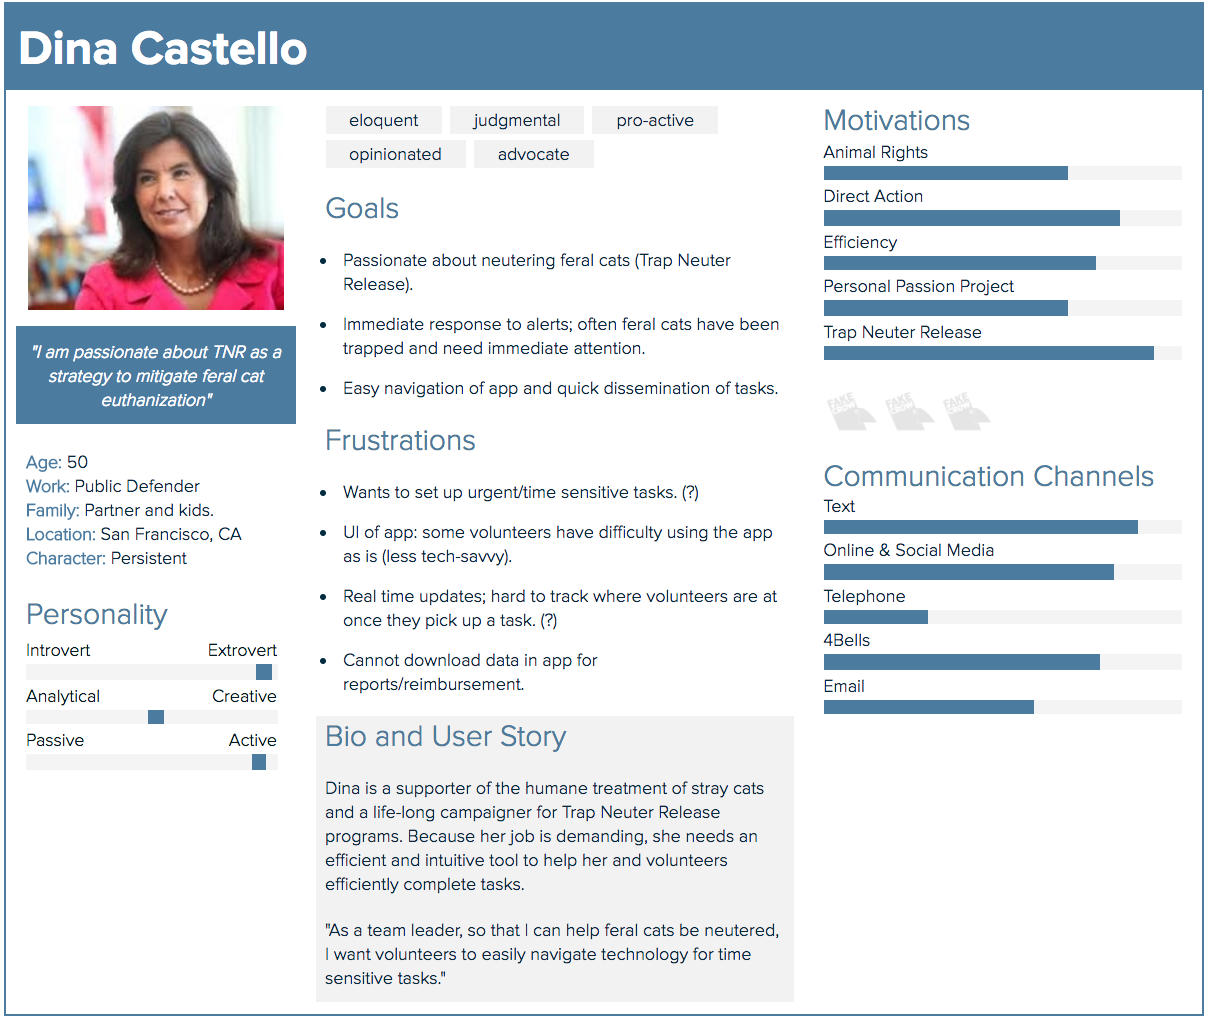 Dina Castello
"I am passionate about TNR as a
strategy to mitigate feral cat
euthanization"
Age: 50
Work: Public Defender
Family: Partner and kids.
Location: San Francisco, CA
Character: Persistent
Personality
Introvert Extrovert
Analytical Creative
Passive Active
eloquent judgmental pro-active
opinionated advocate
Goals
• Passionate about neutering feral cats (Trap Neuter
Release).
• Immediate response to alerts; often feral cats have been
trapped and need immediate attention.
• Easy navigation of app and quick dissemination of tasks.
Frustrations
• Wants to set up urgent/time sensitive tasks. (?)
• UI of app: some volunteers have difficulty using the app
as is (less tech-savvy).
• Real time updates; hard to track where volunteers are at
once they pick up a task. (?)
• Cannot download data in app for
reports/reimbursement.
Bio and User Story
Dina is a supporter of the humane treatment of stray cats
and a life-long campaigner for Trap Neuter Release
programs. Because her job is demanding, she needs an
efficient and intuitive tool to help her and volunteers
efficiently complete tasks.
"As a team leader, so that I can help feral cats be neutered,
I want volunteers to easily navigate technology for time
sensitive tasks."
Motivations
Animal Rights
Direct Action
Efficiency
Personal Passion Project
Trap Neuter Release
FAKE CROW FAKE CROW FAKE CROW
Communication Channels
Text
Online & Social Media
Telephone
4Bells
Email